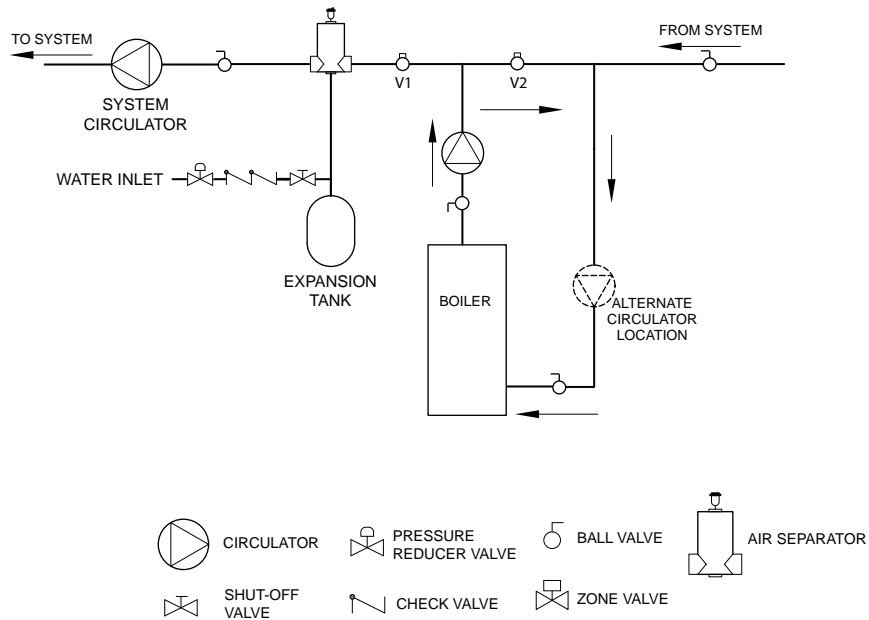 TO SYSTEM
FROM SYSTEM
V1
V2
SYSTEM
CIRCULATOR
WATER INLET
EXPANSION
TANK
BOILER
ALTERNATE
CIRCULATOR
LOCATION
CIRCULATOR
PRESSURE
REDUCER VALVE
BALL VALVE
AIR SEPARATOR
SHUT-OFF
VALVE
CHECK VALVE
ZONE VALVE